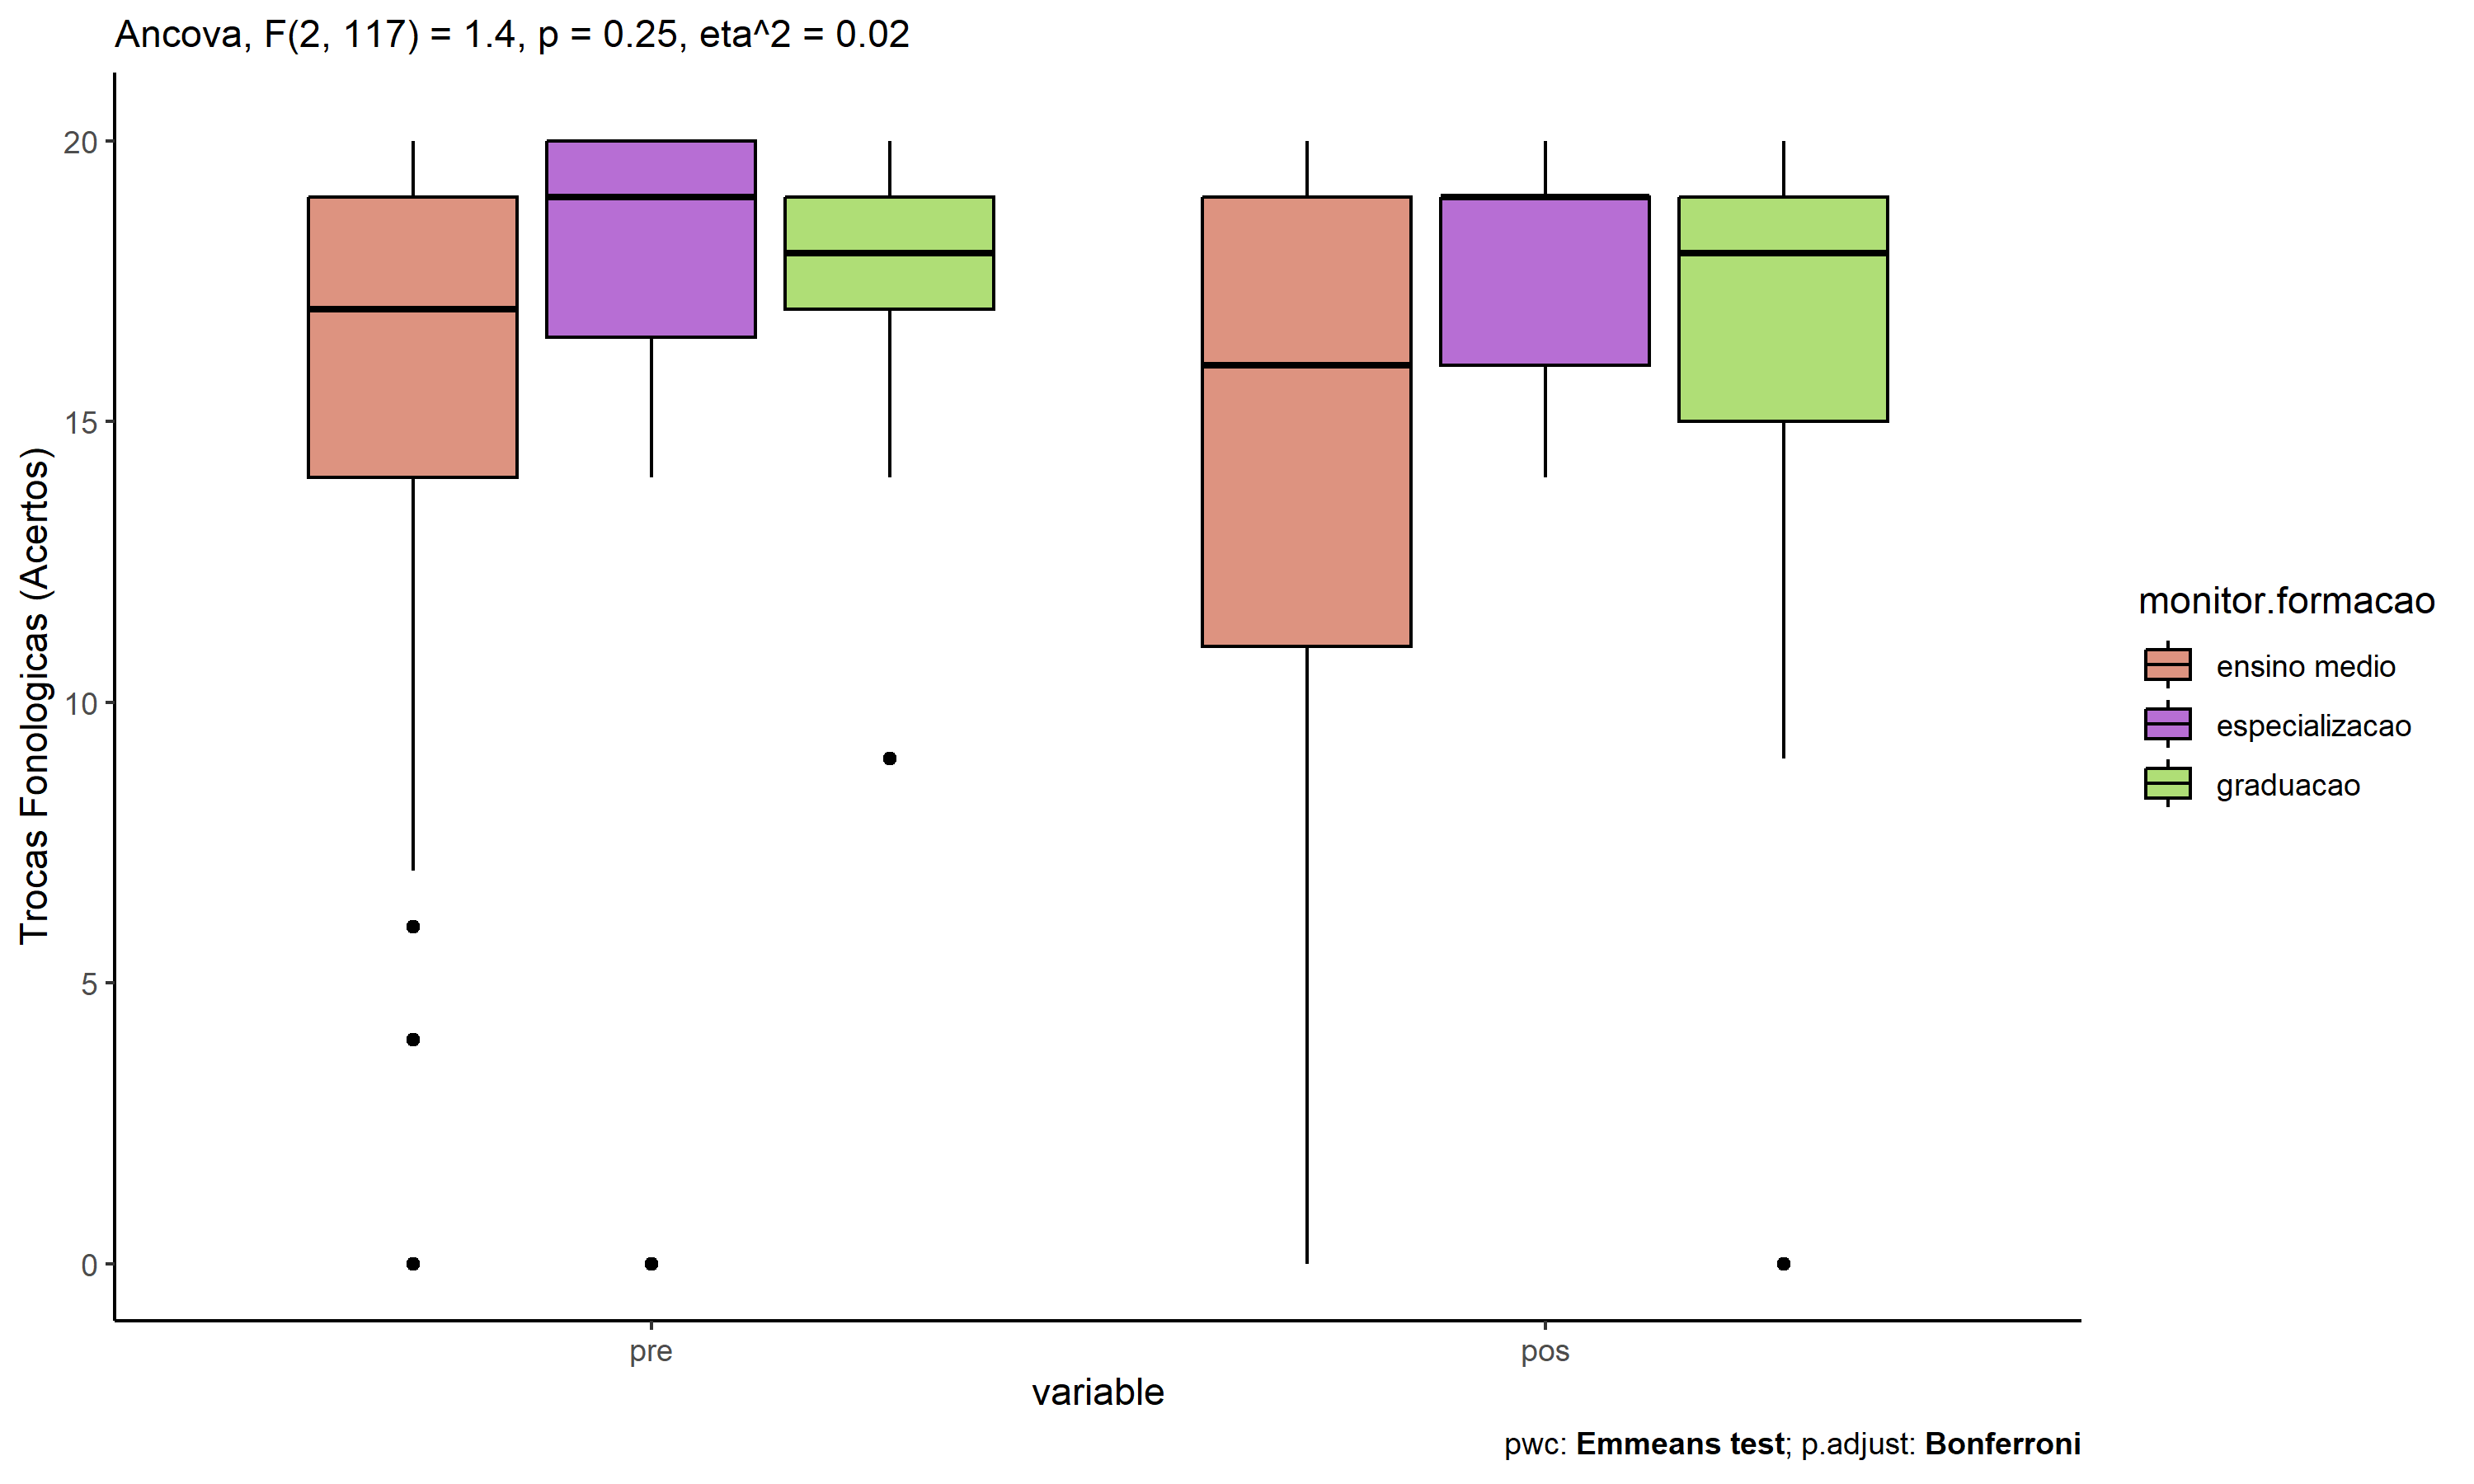 Ancova, F(2, 117) = 1.4, p = 0.25, eta^2 = 0.02
Trocas Fonologicas (Acertos)
20
15
10
5
0
pre
pos
variable
monitor.formacao
ensino medio
especializacao
graduacao
pwc: Emmeans test; p.adjust: Bonferroni